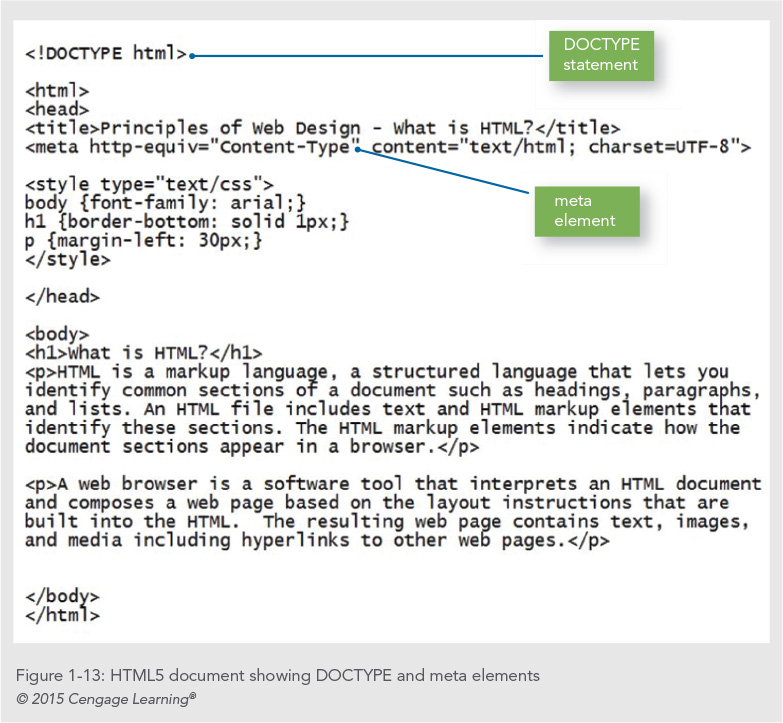 <!DOCTYPE html>
DOCTYPE
statement
<html>
<head>
<title>Principles of Web Design - What is HTML?</title>
<meta http-equiv="Content-Type" content="text/html; charset=UTF-8">
meta
element
<style type="text/css">
body {font-family: arial;}
h1 {border-bottom: solid 1px;}
p {margin-left: 30px;}
</style>
</head>
<body>
<h1>What is HTML?</h1>
<p>HTML is a markup language, a structured language that lets you
identify common sections of a document such as headings, paragraphs,
and lists. An HTML file includes text and HTML markup elements that
identify these sections. The HTML markup elements indicate how the
document sections appear in a browser.</p>
<p>A web browser is a software tool that interprets an HTML document
and composes a web page based on the layout instructions that are
built into the HTML.  The resulting web page contains text, images,
and media including hyperlinks to other web pages.</p>
</body>
</html>
Figure 1-13: HTML5 document showing DOCTYPE and meta elements
© 2015 Cengage Learning®